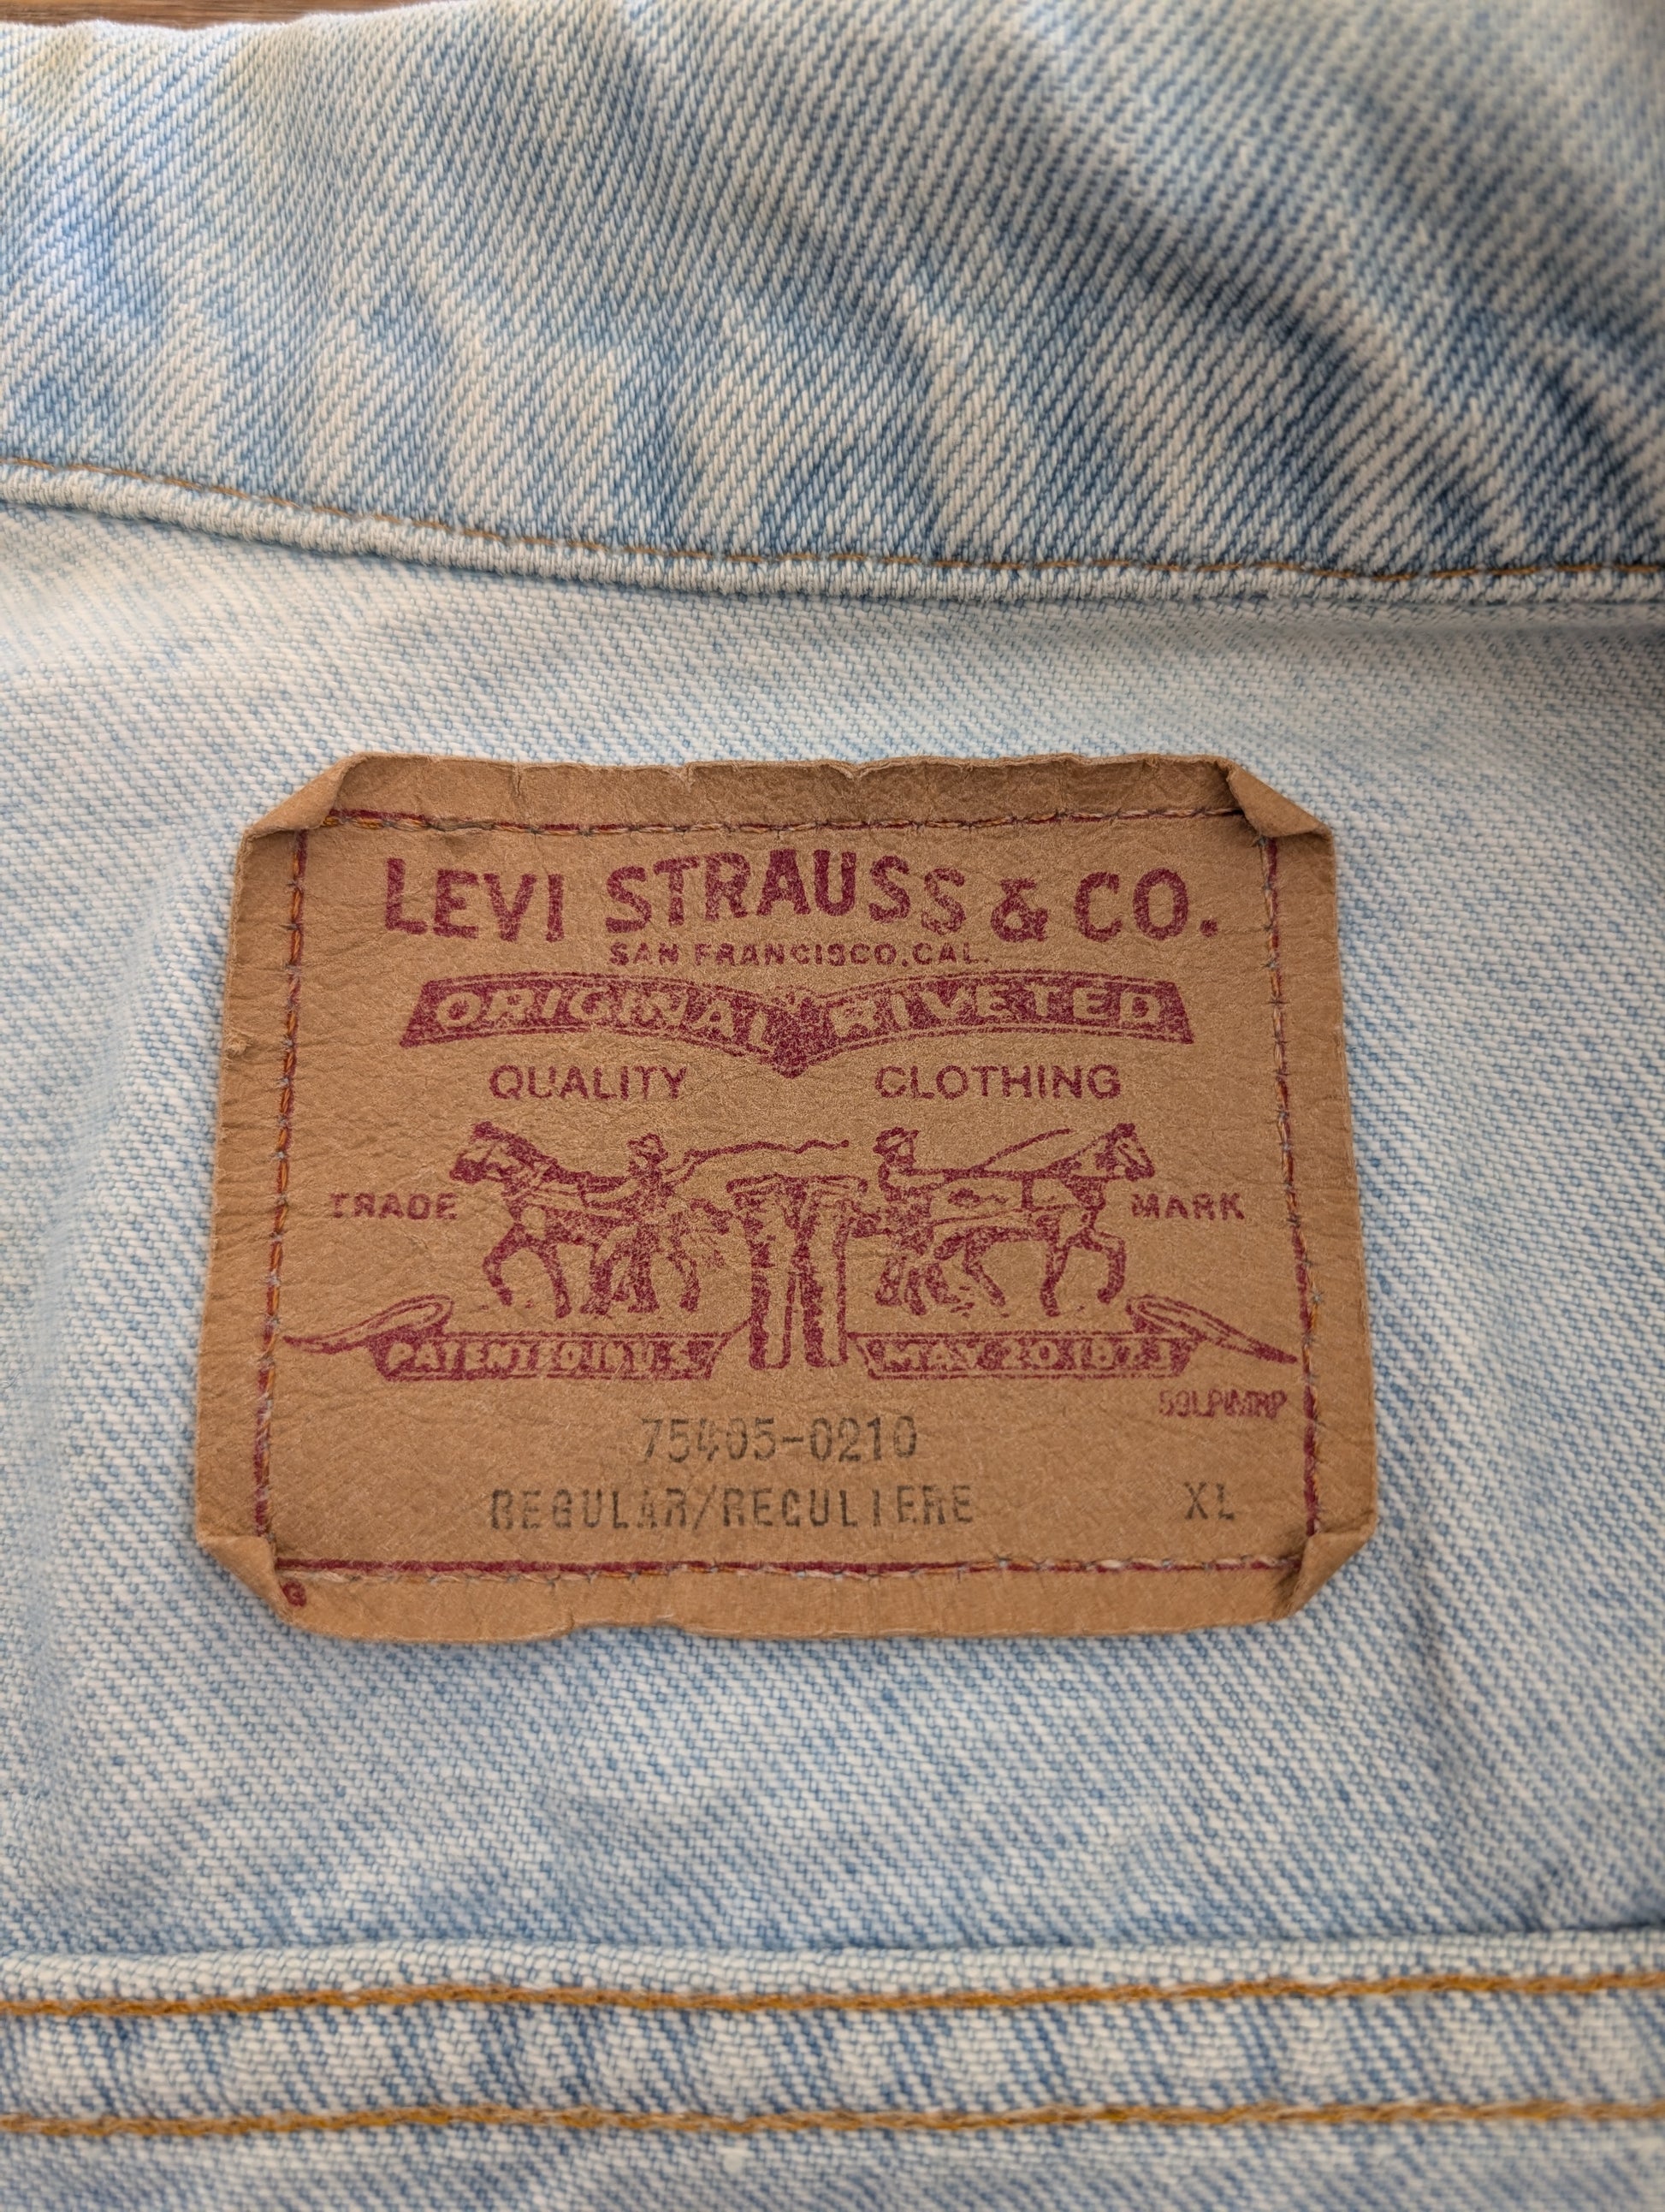 LEVI STRAUSS & CO.
SAN FRANCISCO, CAL.
ORIGINAL RIVETED
QUALITY CLOTHING
TRADE MARK
PATENTED IN U.S. MAY 20 1873
75405-0210
REGULAR/REGULIERE XL